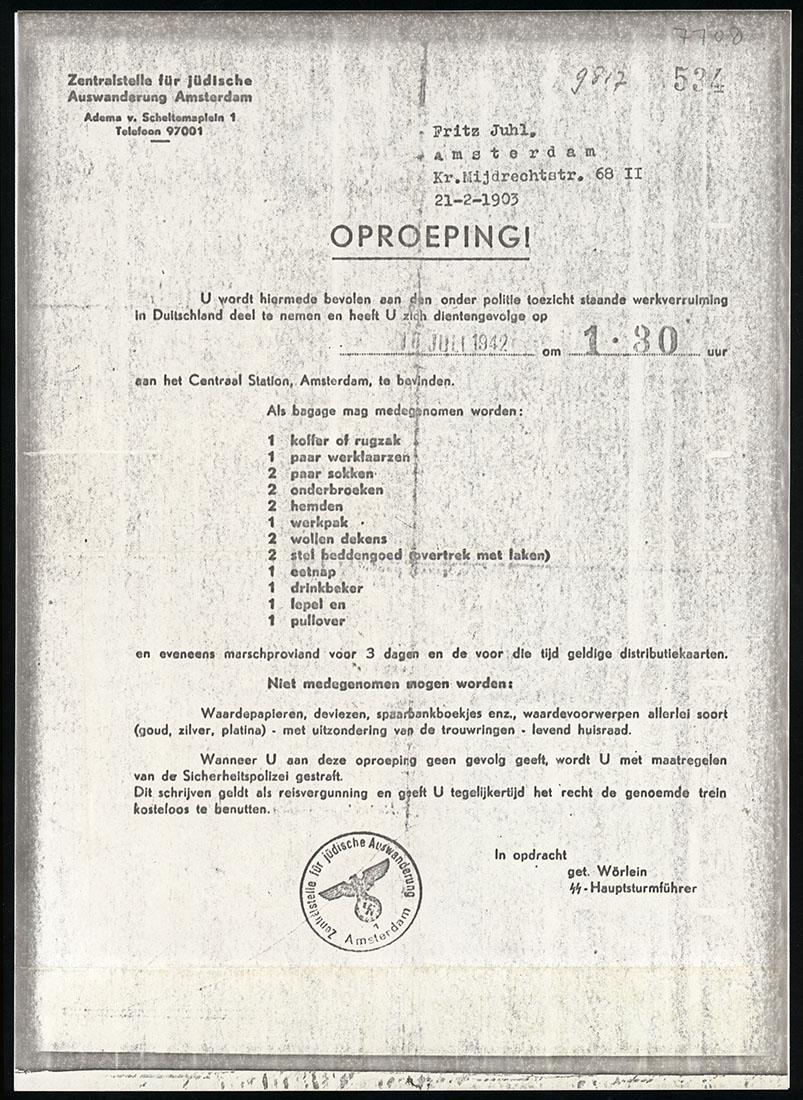 7708
9817 534
Zentralstelle für jüdische
Auswanderung Amsterdam
Adema v. Scheltemaplein 1
Telefoon 97001
Fritz Juhl,
Amsterdam
Kr.Mijdrechtstr. 68 II
21-2-1903
OPROEPING!
U wordt hiermede bevolen aan den onder politie toezicht staande werkverruiming
in Duitschland deel te nemen en heeft U zich dientengevolge op
JULI 1942 om 1.30 uur
aan het Centraal Station, Amsterdam, te bevinden.
Als bagage mag medegenomen worden:
1 koffer of rugzak
1 paar werklaarzen
2 paar sokken
2 onderbroeken
2 hemden
1 werkpak
2 wollen dekens
2 stel beddengoed (overtrek met laken)
1 eetnap
1 drinkbeker
1 lepel en
1 pullover
en eveneens marschproviand voor 3 dagen en de voor die tijd geldige distributiekaarten.
Niet medegenomen mogen worden:
Waardepapieren, deviezen, spaarbankboekjes enz., waardevoorwerpen allerlei soort
(goud, zilver, platina) - met uitzondering van de trouwringen - levend huisraad.
Wanneer U aan deze oproeping geen gevolg geeft, wordt U met maatregelen
van de Sicherheitspolizei gestraft.
Dit schrijven geldt als reisvergunning en geeft U tegelijkertijd het recht de genoemde trein
kosteloos te benutten.
In opdracht
get. Wörlein
SS-Hauptsturmführer
Zentralstelle für jüdische Auswanderung
Amsterdam